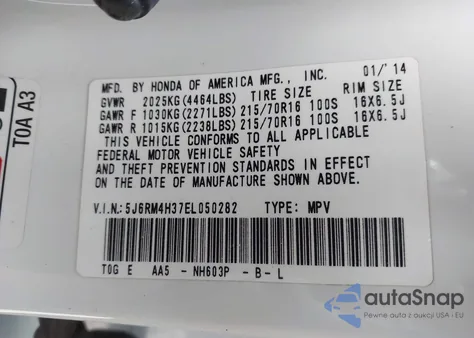 MFD. BY HONDA OF AMERICA MFG., INC. 01/'14
GVWR 2025KG(4464LBS) TIRE SIZE RIM SIZE
GAWR F 1030KG(2271LBS) 215/70R16 100S 16X6.5J
GAWR R 1015KG(2238LBS) 215/70R16 100S 16X6.5J
THIS VEHICLE CONFORMS TO ALL APPLICABLE
FEDERAL MOTOR VEHICLE SAFETY
AND THEFT PREVENTION STANDARDS IN EFFECT
ON THE DATE OF MANUFACTURE SHOWN ABOVE.
V.I.N.: 5J6RM4H37EL050282 TYPE: MPV
T0G E AA5 - NH603P - B - L
T0A A3
autoSnap
Pewne auta z portali aukcyjnych USA i EU